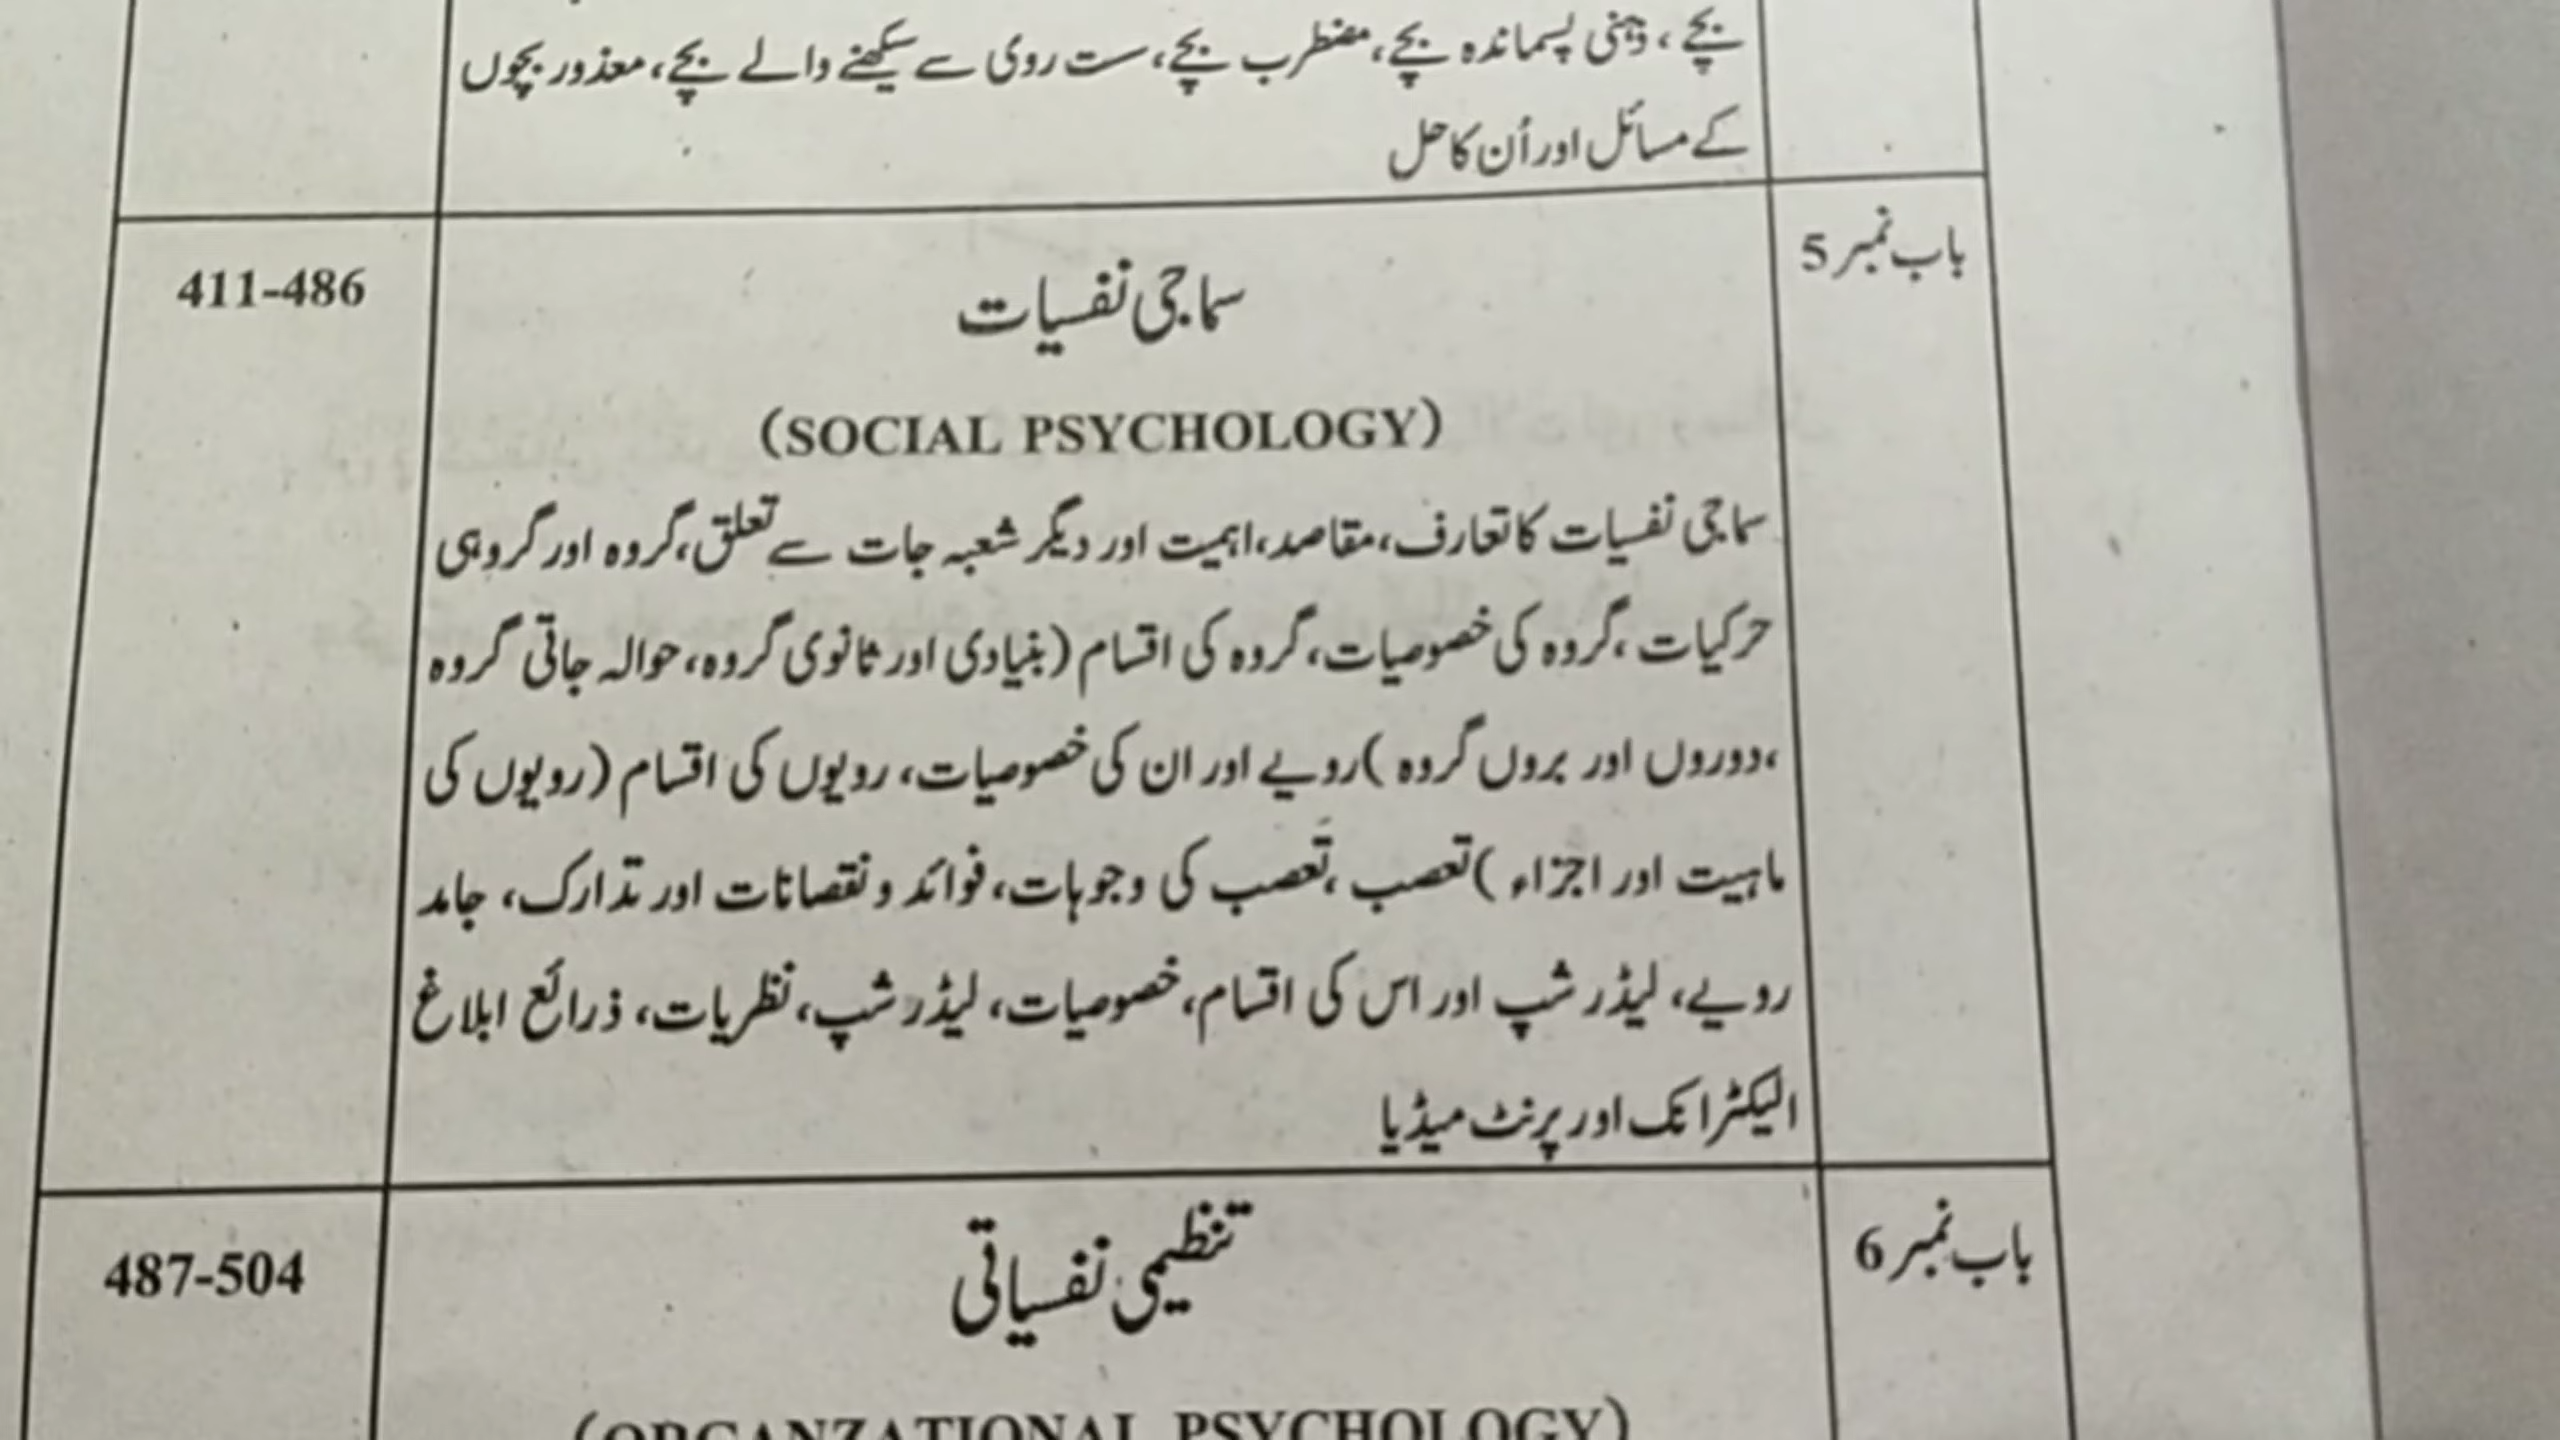 بچے، ذہنی پسماندہ بچے، مضطرب بچے، ست روی سے سیکھنے والے بچے، معذور بچوں
کے مسائل اور اُن کا حل
باب نمبر 5
سماجی نفسیات
411-486
(SOCIAL PSYCHOLOGY)
سماجی نفسیات کا تعارف، مقاصد، اہمیت اور دیگر شعبہ جات سے تعلق، گروہ اور گروہی
حرکیات، گروہ کی خصوصیات، گروہ کی اقسام (بنیادی اور ثانوی گروہ، حوالہ جاتی گروہ
،دوروں اور بروں گروہ) رویے اور ان کی خصوصیات، رویوں کی اقسام (رویوں کی
ماہیت اور اجزاء) تعصب، تعصب کی وجوہات، فوائد و نقصانات اور تدارک، جامد
رویے، لیڈر شپ اور اس کی اقسام، خصوصیات، لیڈر شپ، نظریات، ذرائع ابلاغ
الیکٹرانک اور پرنٹ میڈیا
باب نمبر 6
تنظیمی نفسیاتی
487-504
(ORGANZATIONAL PSYCHOLOGY)